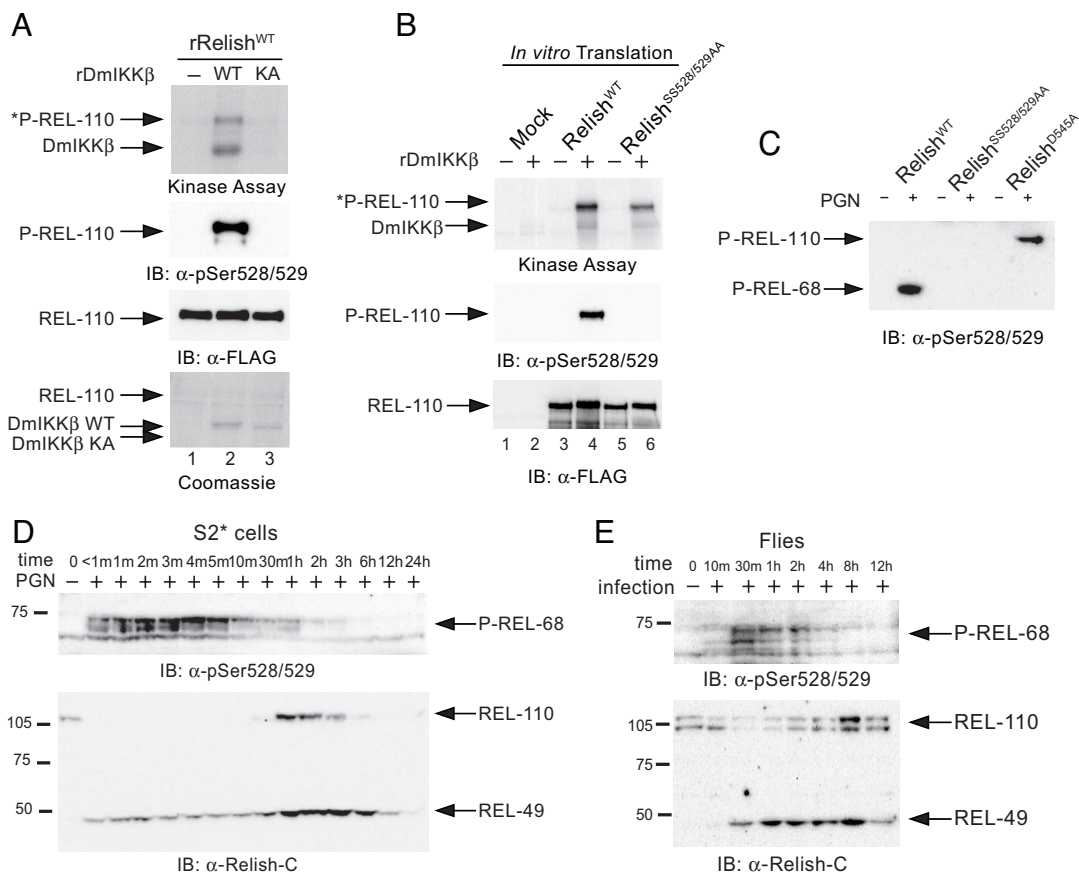 A
rRelishWT
rDmIKKβ – WT KA
*P-REL-110
DmIKKβ
Kinase Assay
P-REL-110
IB: α-pSer528/529
REL-110
IB: α-FLAG
REL-110
DmIKKβ WT
DmIKKβ KA
1 2 3
Coomassie
B
In vitro Translation
Mock RelishWT RelishSS528/529AA
rDmIKKβ – + – + – +
*P-REL-110
DmIKKβ
Kinase Assay
P-REL-110
IB: α-pSer528/529
REL-110
1 2 3 4 5 6
IB: α-FLAG
C
RelishWT RelishSS528/529AA RelishD545A
PGN – + – + – +
P-REL-110
P-REL-68
IB: α-pSer528/529
D
S2* cells
time 0 <1m 1m 2m 3m 4m 5m 10m 30m 1h 2h 3h 6h 12h 24h
PGN – + + + + + + + + + + + + + +
75
P-REL-68
IB: α-pSer528/529
105
REL-110
75
50
REL-49
IB: α-Relish-C
E
Flies
time 0 10m 30m 1h 2h 4h 8h 12h
infection – + + + + + + +
75
P-REL-68
IB: α-pSer528/529
105
REL-110
75
50
REL-49
IB: α-Relish-C